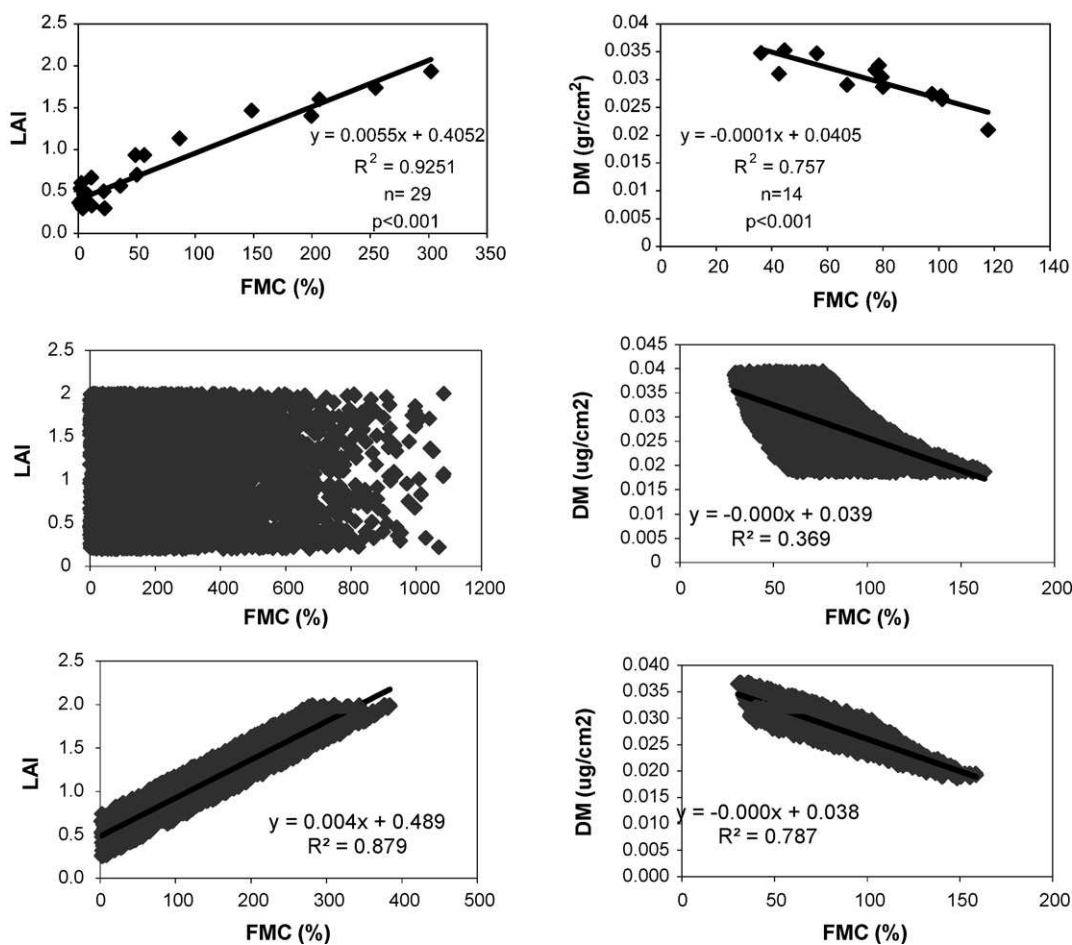 2.5
2.0
1.5
1.0
0.5
0.0
LAI
y = 0.0055x + 0.4052
R² = 0.9251
n= 29
p<0.001
0 50 100 150 200 250 300 350
FMC (%)
0.04
0.035
0.03
0.025
0.02
0.015
0.01
0.005
0
DM (gr/cm²)
y = -0.0001x + 0.0405
R² = 0.757
n=14
p<0.001
20 40 60 80 100 120 140
FMC (%)
2.5
2
1.5
1
0.5
0
LAI
0 200 400 600 800 1000 1200
FMC (%)
0.045
0.04
0.035
0.03
0.025
0.02
0.015
0.01
0.005
0
DM (ug/cm2)
y = -0.000x + 0.039
R² = 0.369
0 50 100 150 200
FMC (%)
2.5
2.0
1.5
1.0
0.5
0.0
LAI
y = 0.004x + 0.489
R² = 0.879
0 100 200 300 400 500
FMC (%)
0.040
0.035
0.030
0.025
0.020
0.015
0.010
0.005
0.000
DM (ug/cm2)
y = -0.000x + 0.038
R² = 0.787
0 50 100 150 200
FMC (%)